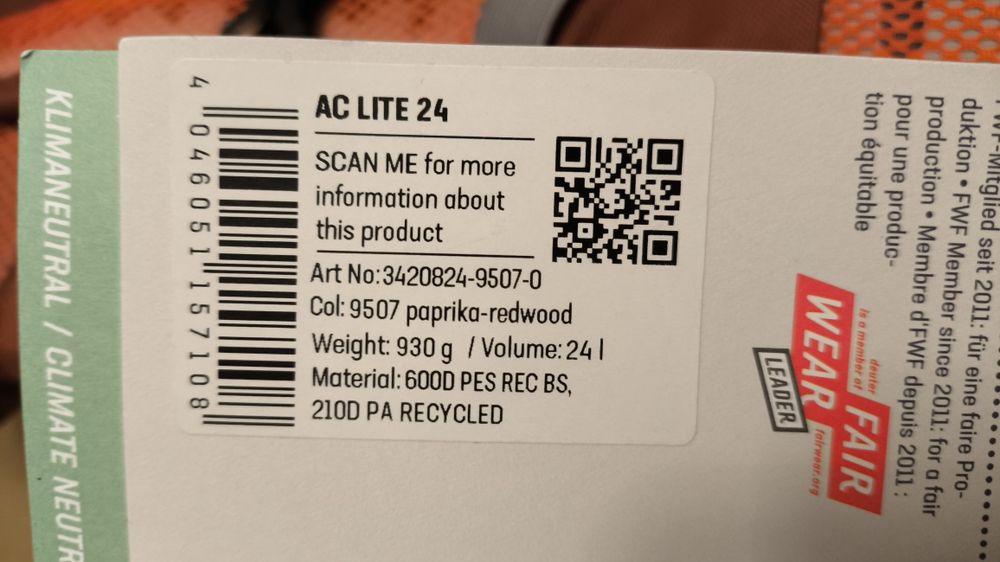 AC LITE 24
SCAN ME for more
information about
this product
Art No:3420824-9507-0
Col: 9507 paprika-redwood
Weight: 930 g / Volume: 24 l
Material: 600D PES REC BS,
210D PA RECYCLED
4 046051 157108
KLIMANEUTRAL / CLIMATE NEUTR
FWF-Mitglied seit 2011: für eine faire Pro-
duktion • FWF Member since 2011: for a fair
production • Membre d'FWF depuis 2011 :
pour une produc-
tion équitable
deuter
is a member of
FAIR
WEAR
fairwear.org
LEADER